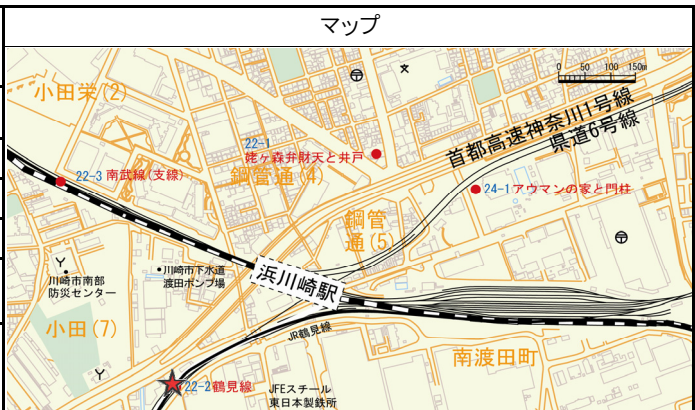 マップ
0 50 100 150m
文
小田栄(2)
首都高速神奈川1号線
県道6号線
22-1
姥ヶ森弁財天と井戸
22-3 南武線(支線)
鋼管通(4)
24-1アウマンの家と門柱
鋼管
通(5)
川崎市南部
防災センター
川崎市下水道
渡田ポンプ場
浜川崎駅
小田(7)
JR鶴見線
南渡田町
22-2鶴見線
JFEスチール
東日本製鉄所